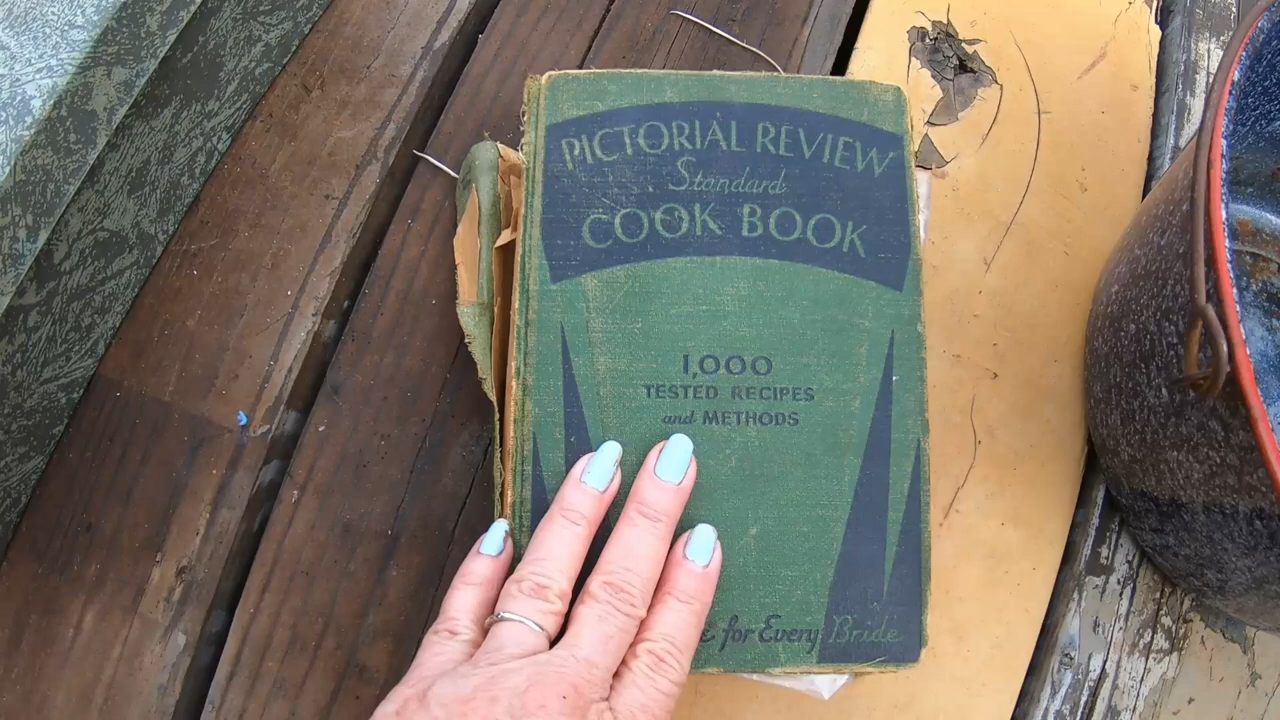 PICTORIAL REVIEW
Standard
COOK BOOK
1,000
TESTED RECIPES
and METHODS
for Every Bride